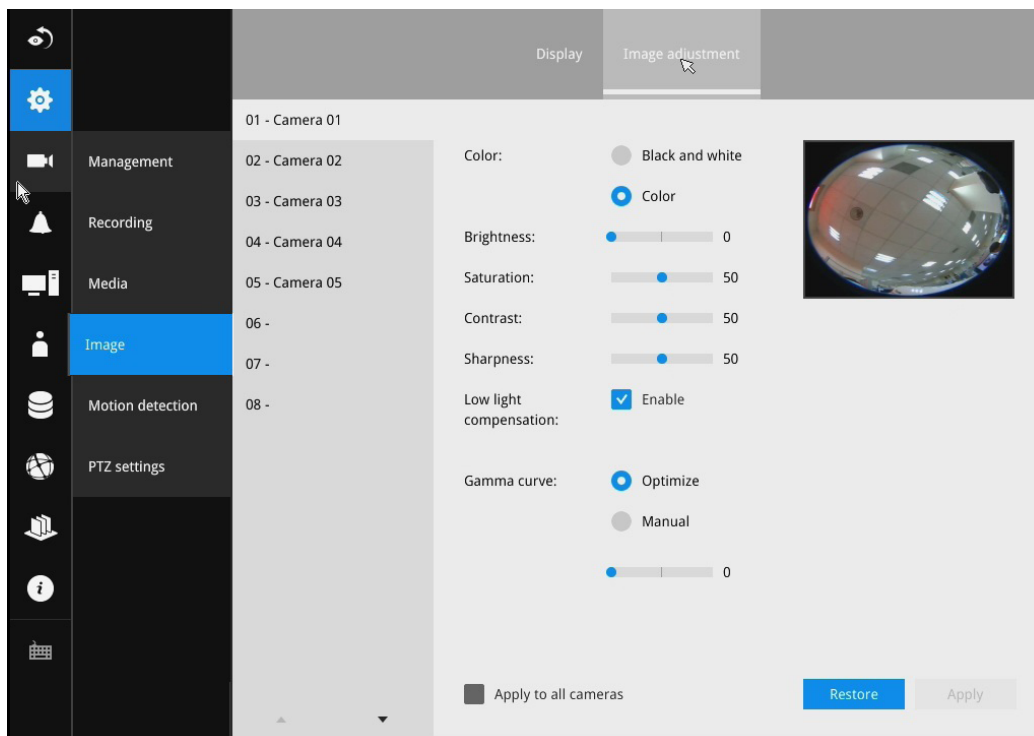 Display
Image adjustment
Management
Recording
Media
Image
Motion detection
PTZ settings
01 - Camera 01
02 - Camera 02
03 - Camera 03
04 - Camera 04
05 - Camera 05
06 -
07 -
08 -
Color:
Black and white
Color
Brightness:
0
Saturation:
50
Contrast:
50
Sharpness:
50
Low light
compensation:
Enable
Gamma curve:
Optimize
Manual
0
Apply to all cameras
Restore
Apply